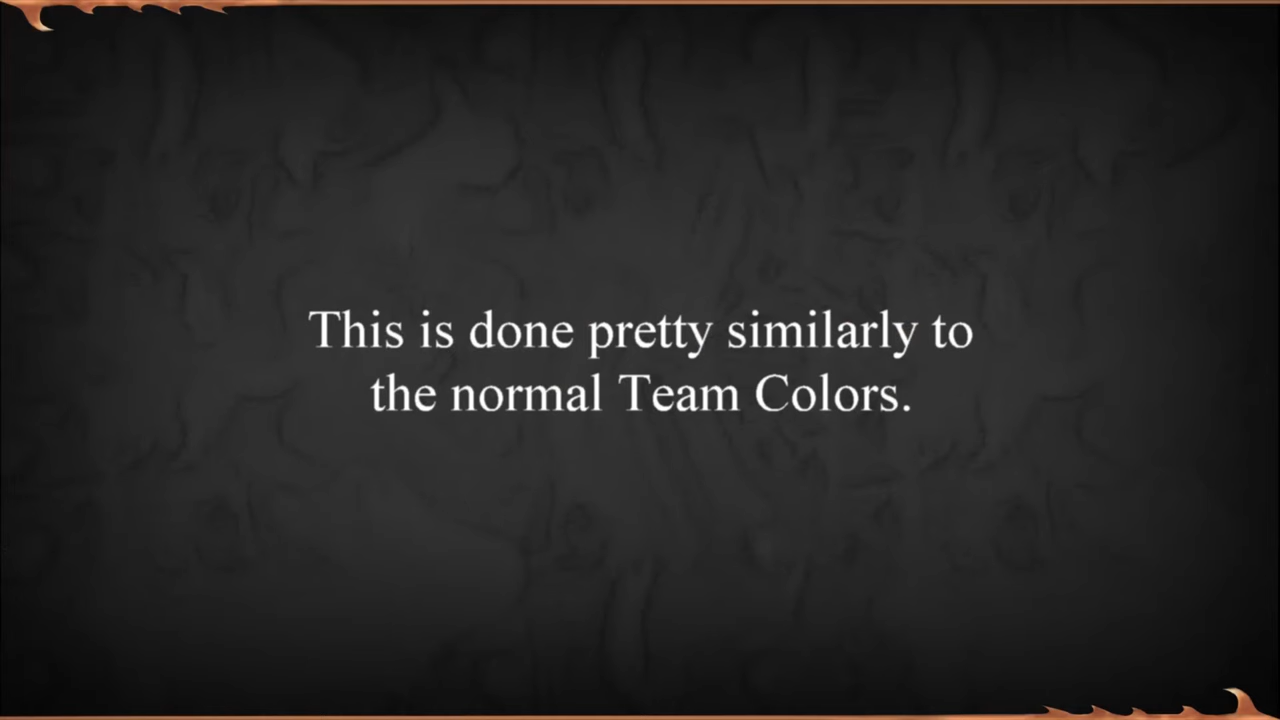 This is done pretty similarly to
the normal Team Colors.